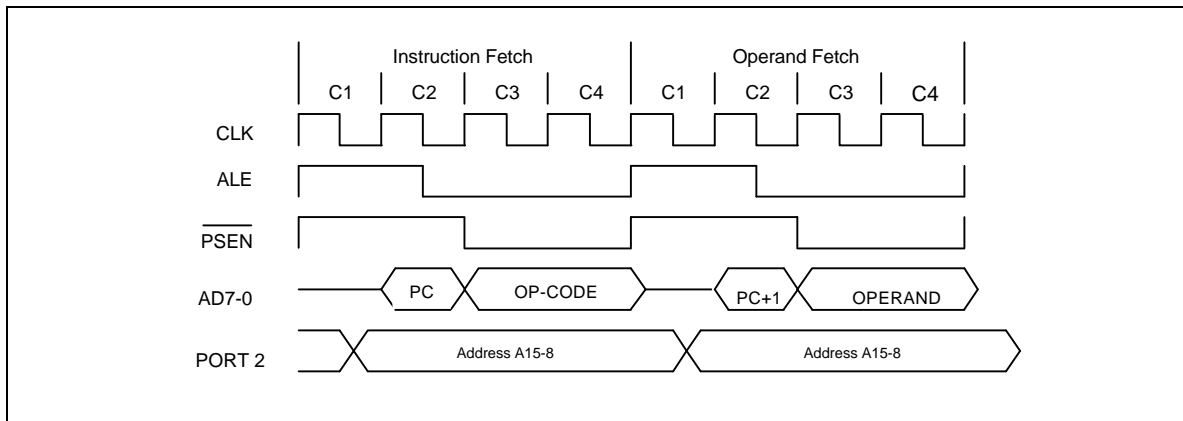 Instruction Fetch Operand Fetch
C1 C2 C3 C4 C1 C2 C3 C4
CLK
ALE
PSEN
AD7-0 PC OP-CODE PC+1 OPERAND
PORT 2 Address A15-8 Address A15-8